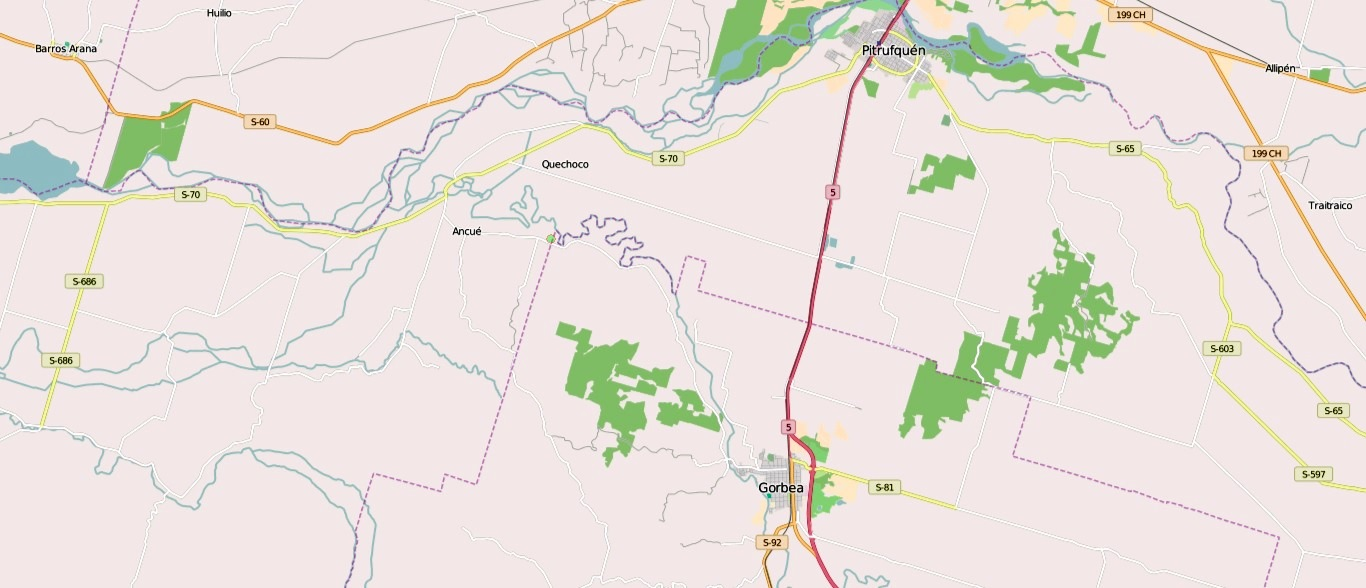 Huilio
199 CH
Barros Arana
Pitrufquén
Allipén
S-60
S-65
199 CH
S-70
Quechoco
5
S-70
Traitraico
Ancué
S-686
S-603
S-686
S-65
5
S-597
Gorbea
S-81
S-92